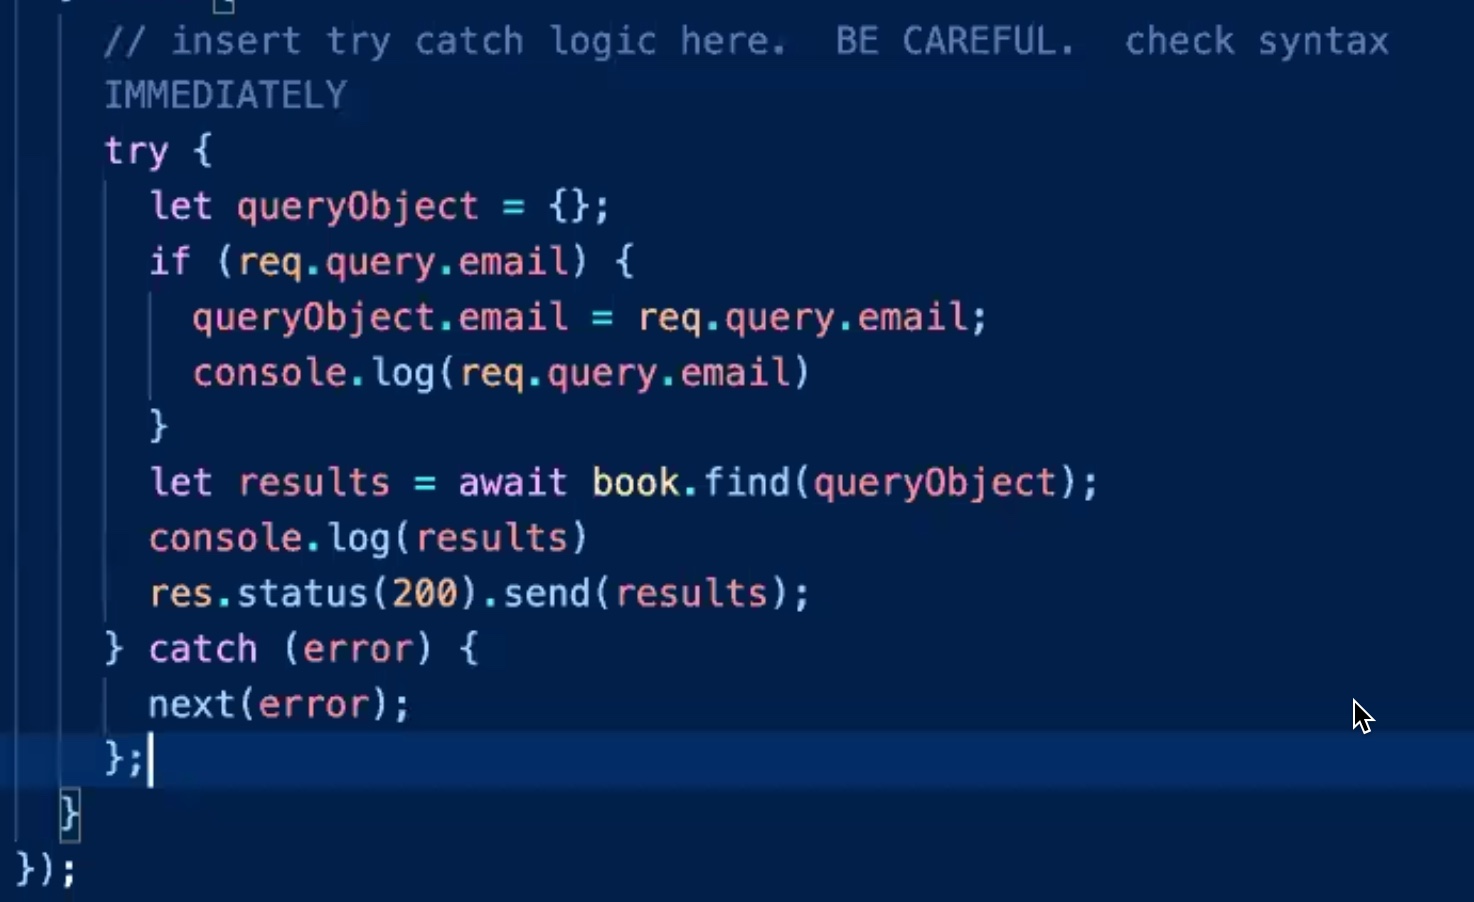 // insert try catch logic here.  BE CAREFUL.  check syntax
IMMEDIATELY
try {
let queryObject = {};
if (req.query.email) {
queryObject.email = req.query.email;
console.log(req.query.email)
}
let results = await book.find(queryObject);
console.log(results)
res.status(200).send(results);
} catch (error) {
next(error);
};
}
});